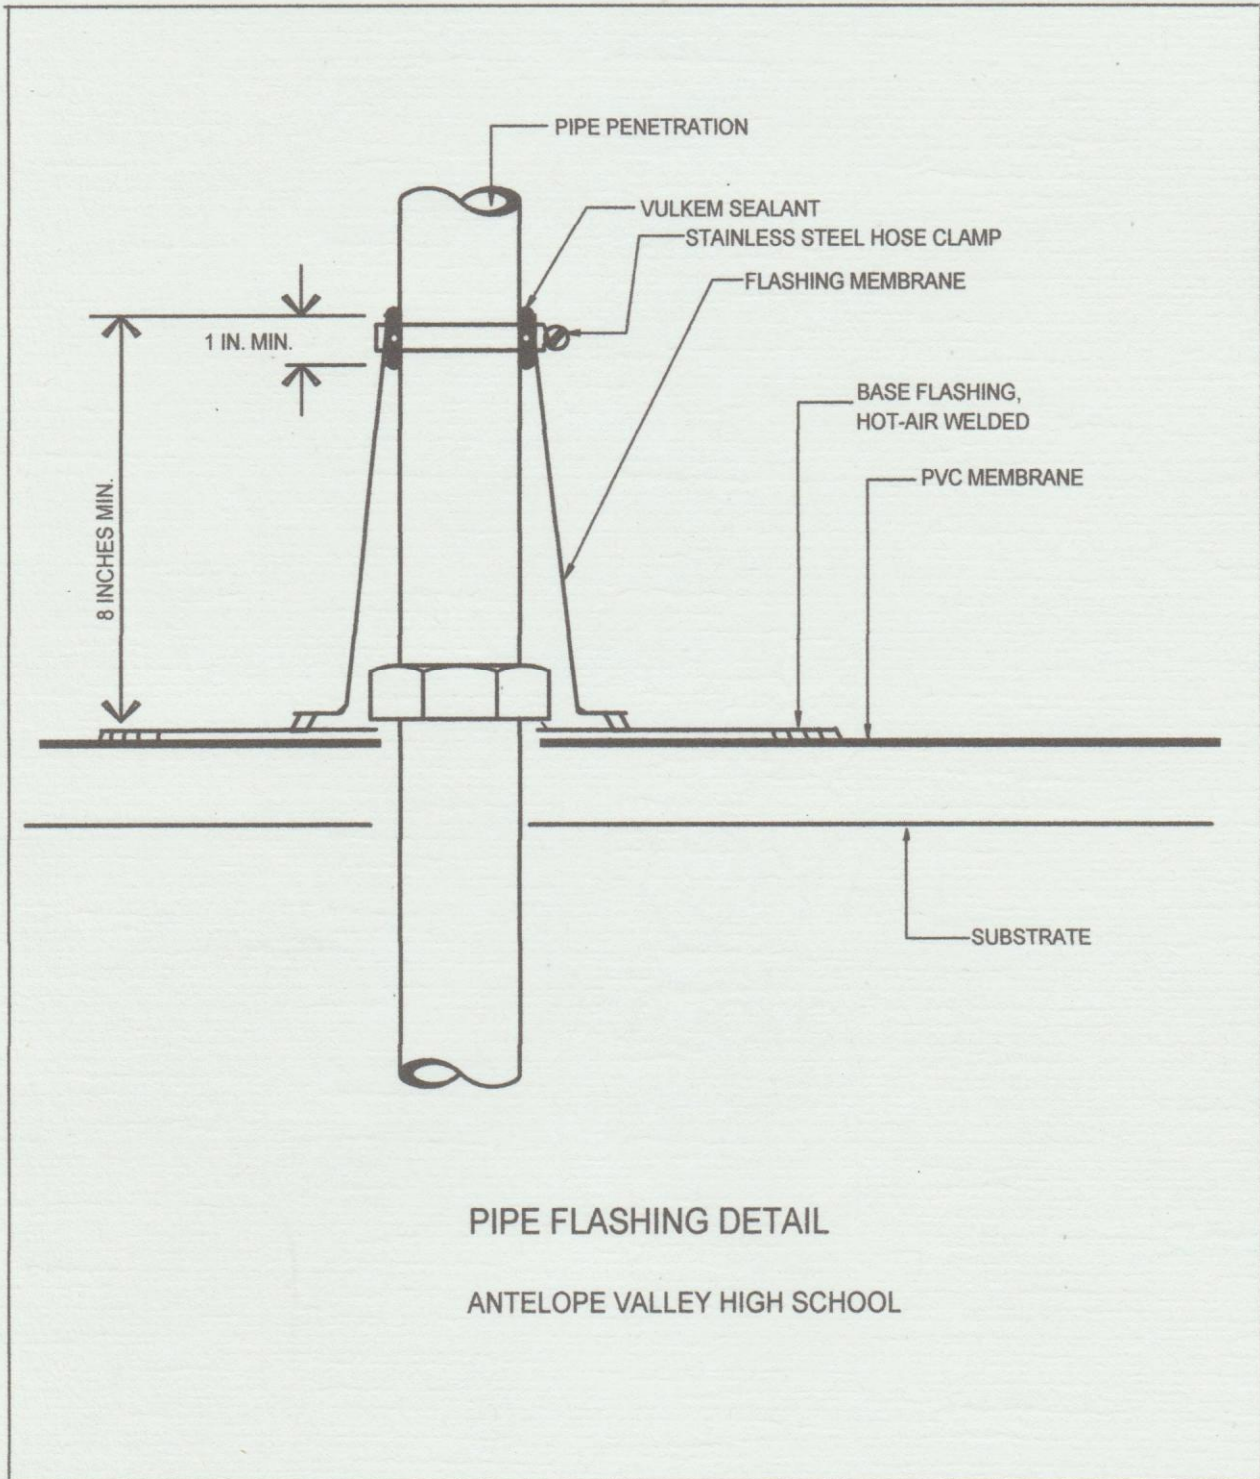 PIPE PENETRATION
VULKEM SEALANT
STAINLESS STEEL HOSE CLAMP
FLASHING MEMBRANE
1 IN. MIN.
BASE FLASHING,
HOT-AIR WELDED
PVC MEMBRANE
8 INCHES MIN.
SUBSTRATE
PIPE FLASHING DETAIL
ANTELOPE VALLEY HIGH SCHOOL